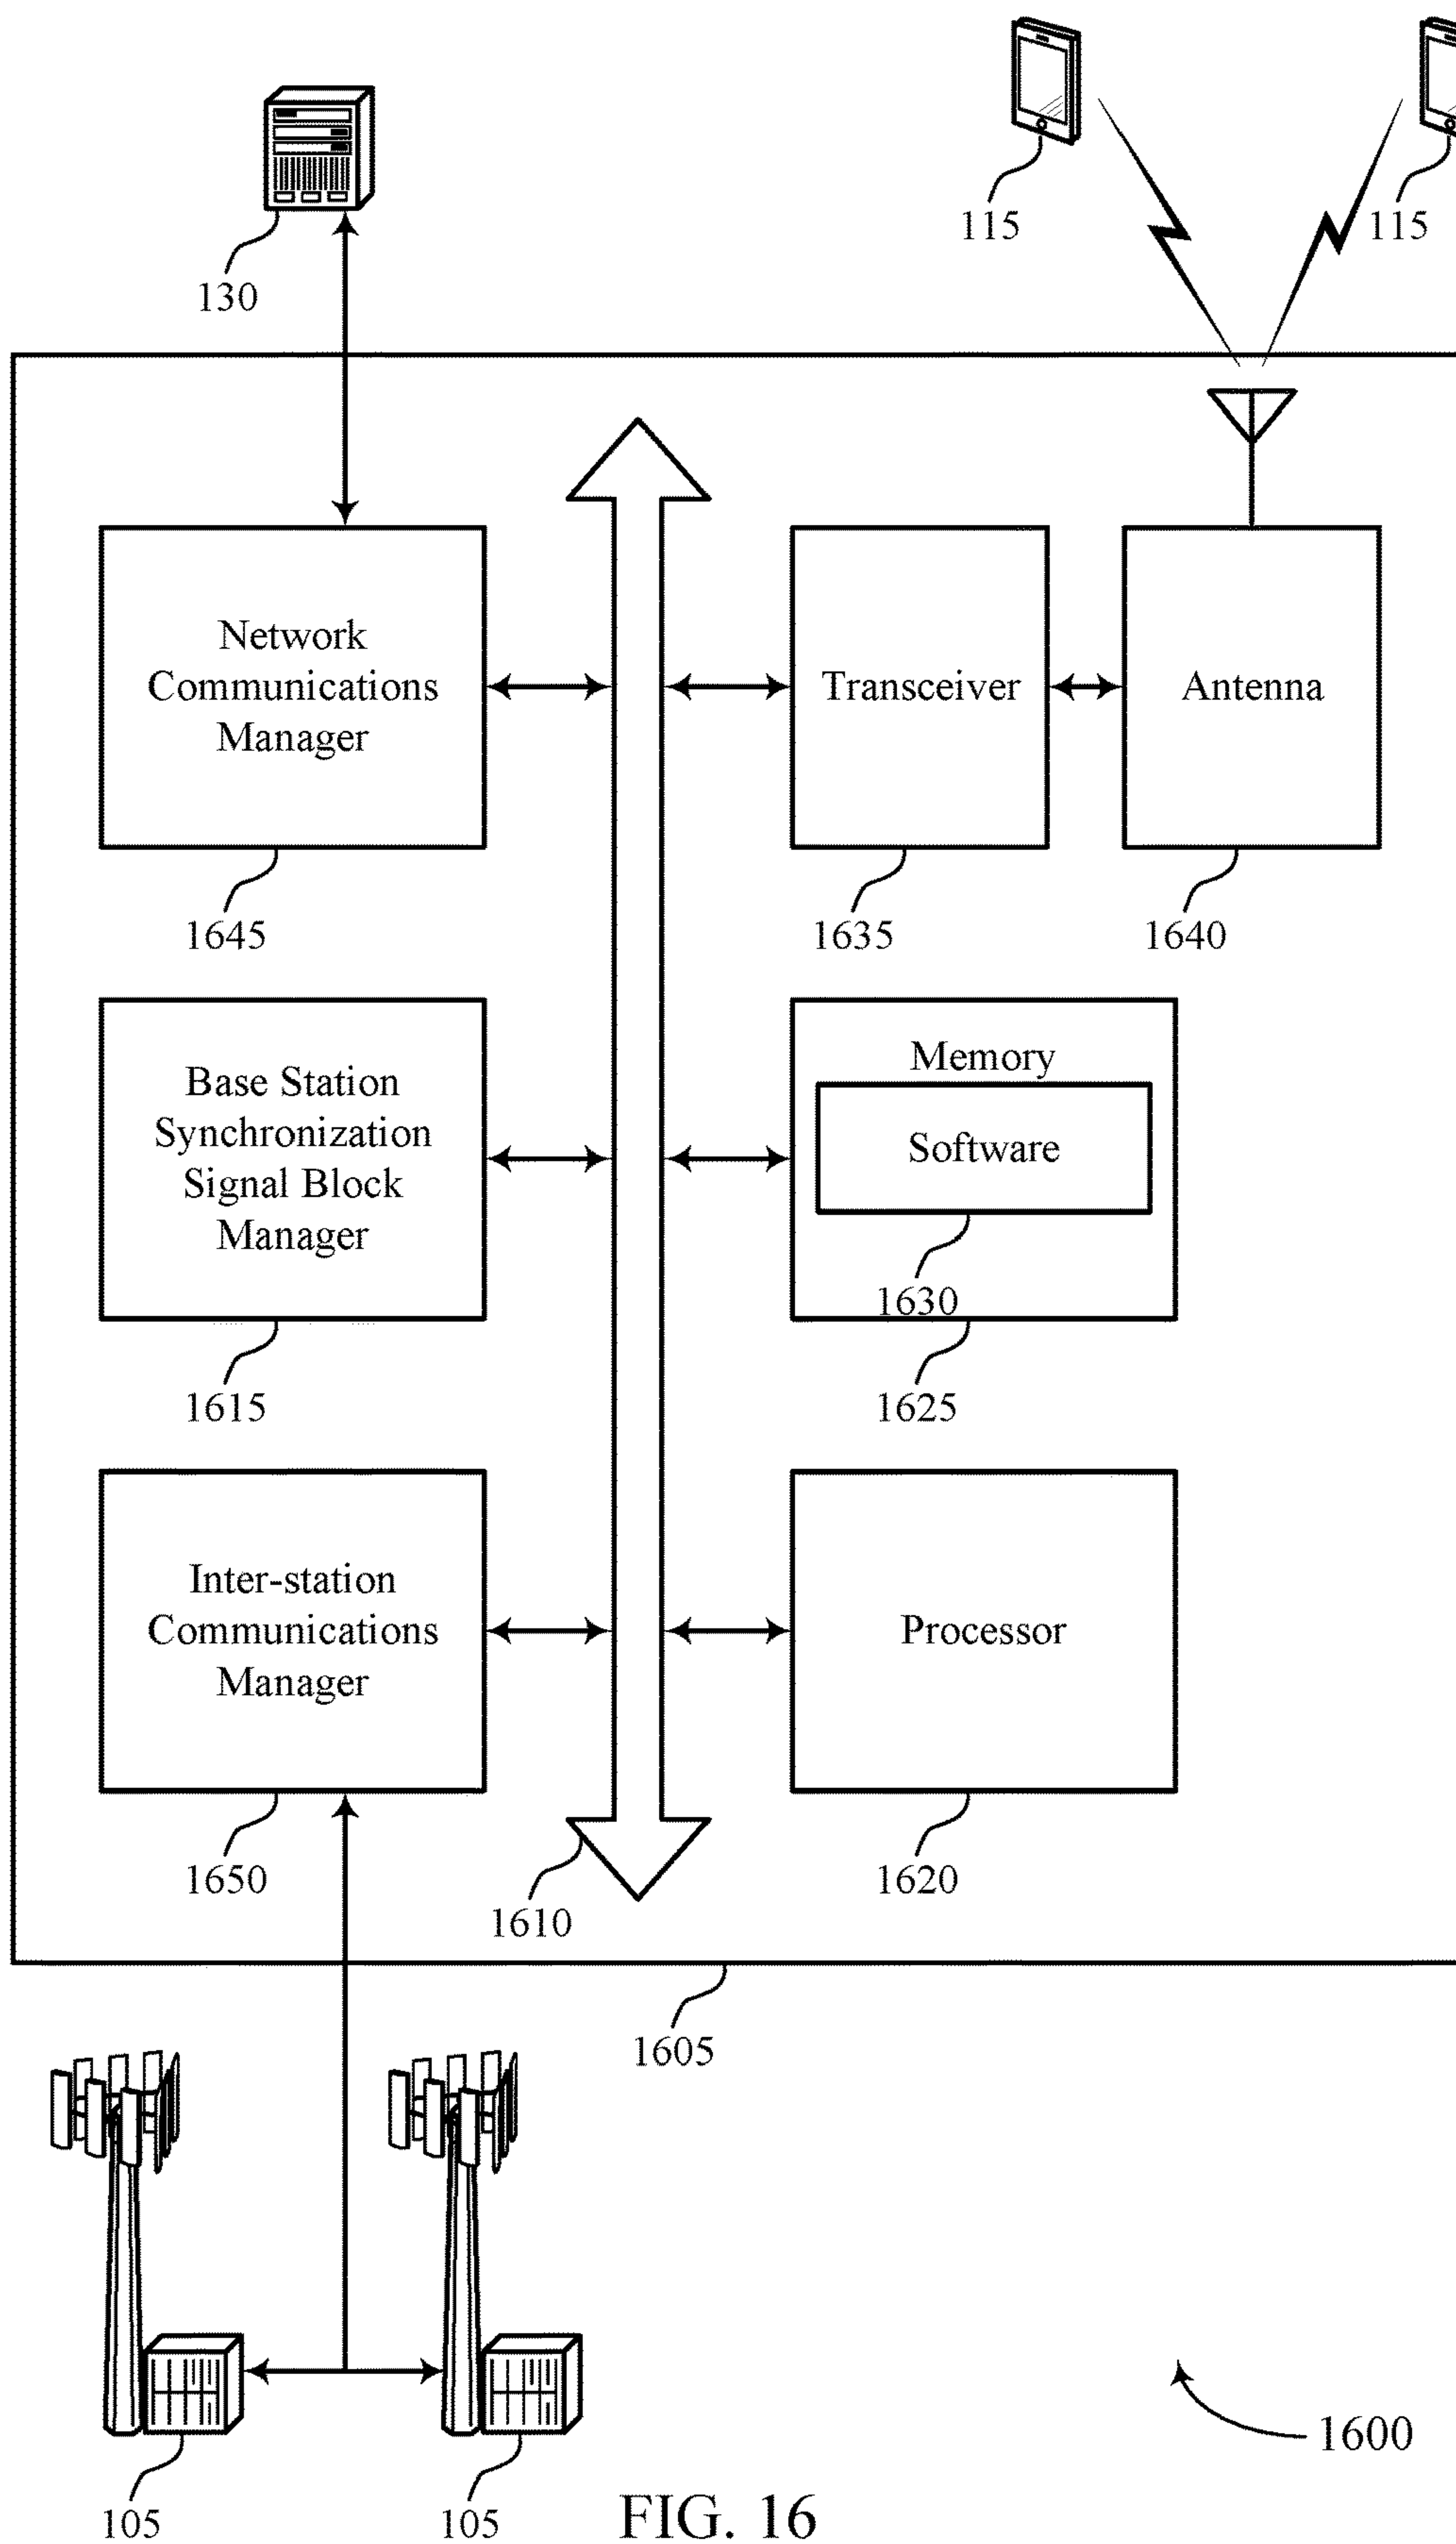 115
115
130
Network
Communications
Manager
Transceiver
Antenna
1645
1635
1640
Base Station
Synchronization
Signal Block
Manager
Memory
Software
1630
1615
1625
Inter-station
Communications
Manager
Processor
1650
1610
1620
1605
105
105
1600
FIG. 16